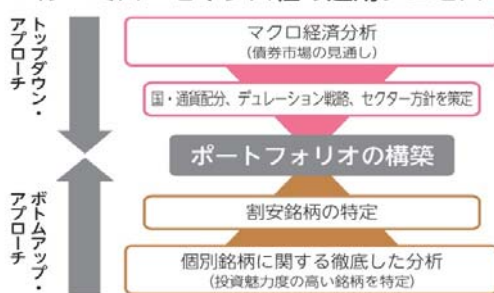 トップダウン・
アプローチ
マクロ経済分析
(債券市場の見通し)
国・通貨配分、デュレーション戦略、セクター方針を策定
ポートフォリオの構築
ボトムアップ・
アプローチ
割安銘柄の特定
個別銘柄に関する徹底した分析
(投資魅力度の高い銘柄を特定)